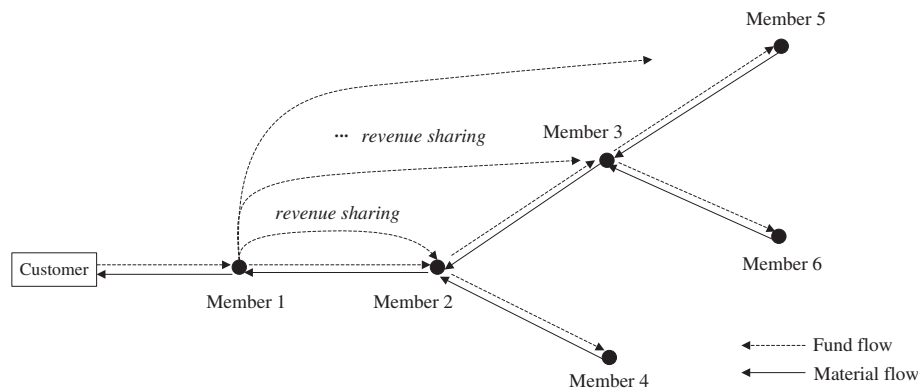 Member 5
Member 3
... revenue sharing
revenue sharing
Customer
Member 6
Member 1
Member 2
Fund flow
Member 4
Material flow